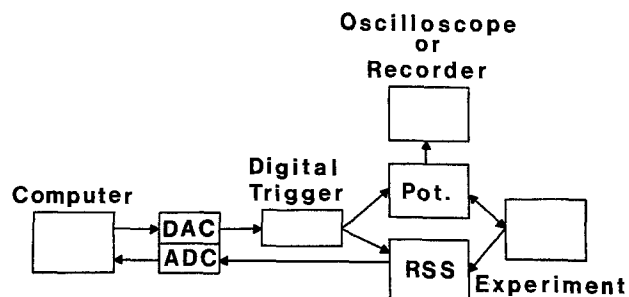 Oscilloscope
or
Recorder
Digital
Trigger
Computer
Pot.
DAC
ADC
RSS
Experiment